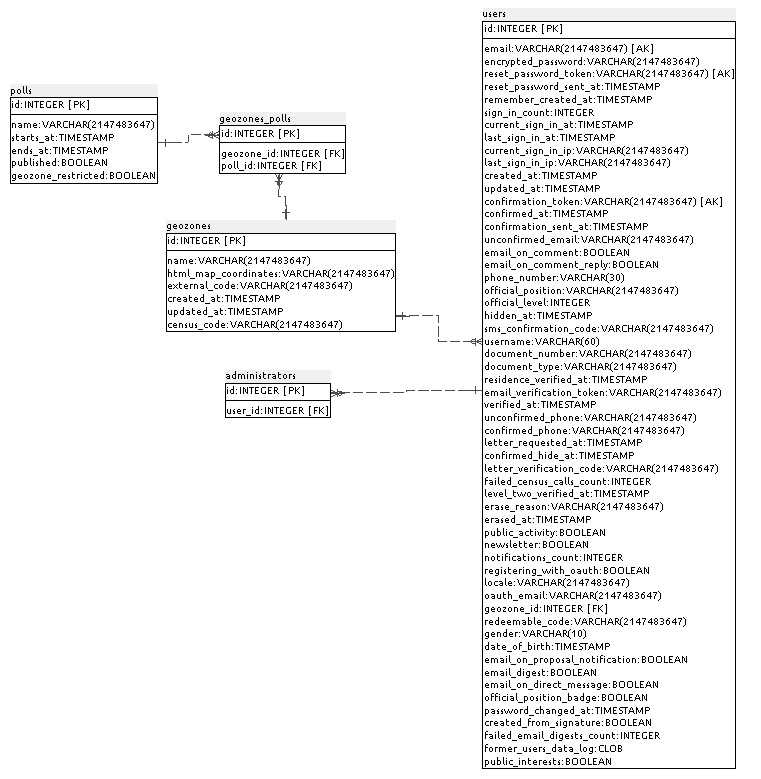 polls
id:INTEGER [PK]
name:VARCHAR(2147483647)
starts_at:TIMESTAMP
ends_at:TIMESTAMP
published:BOOLEAN
geozone_restricted:BOOLEAN
geozones_polls
id:INTEGER [PK]
geozone_id:INTEGER [FK]
poll_id:INTEGER [FK]
geozones
id:INTEGER [PK]
name:VARCHAR(2147483647)
html_map_coordinates:VARCHAR(2147483647)
external_code:VARCHAR(2147483647)
created_at:TIMESTAMP
updated_at:TIMESTAMP
census_code:VARCHAR(2147483647)
administrators
id:INTEGER [PK]
user_id:INTEGER [FK]
users
id:INTEGER [PK]
email:VARCHAR(2147483647) [AK]
encrypted_password:VARCHAR(2147483647)
reset_password_token:VARCHAR(2147483647) [AK]
reset_password_sent_at:TIMESTAMP
remember_created_at:TIMESTAMP
sign_in_count:INTEGER
current_sign_in_at:TIMESTAMP
last_sign_in_at:TIMESTAMP
current_sign_in_ip:VARCHAR(2147483647)
last_sign_in_ip:VARCHAR(2147483647)
created_at:TIMESTAMP
updated_at:TIMESTAMP
confirmation_token:VARCHAR(2147483647) [AK]
confirmed_at:TIMESTAMP
confirmation_sent_at:TIMESTAMP
unconfirmed_email:VARCHAR(2147483647)
email_on_comment:BOOLEAN
email_on_comment_reply:BOOLEAN
phone_number:VARCHAR(30)
official_position:VARCHAR(2147483647)
official_level:INTEGER
hidden_at:TIMESTAMP
sms_confirmation_code:VARCHAR(2147483647)
username:VARCHAR(60)
document_number:VARCHAR(2147483647)
document_type:VARCHAR(2147483647)
residence_verified_at:TIMESTAMP
email_verification_token:VARCHAR(2147483647)
verified_at:TIMESTAMP
unconfirmed_phone:VARCHAR(2147483647)
confirmed_phone:VARCHAR(2147483647)
letter_requested_at:TIMESTAMP
confirmed_hide_at:TIMESTAMP
letter_verification_code:VARCHAR(2147483647)
failed_census_calls_count:INTEGER
level_two_verified_at:TIMESTAMP
erase_reason:VARCHAR(2147483647)
erased_at:TIMESTAMP
public_activity:BOOLEAN
newsletter:BOOLEAN
notifications_count:INTEGER
registering_with_oauth:BOOLEAN
locale:VARCHAR(2147483647)
oauth_email:VARCHAR(2147483647)
geozone_id:INTEGER [FK]
redeemable_code:VARCHAR(2147483647)
gender:VARCHAR(10)
date_of_birth:TIMESTAMP
email_on_proposal_notification:BOOLEAN
email_digest:BOOLEAN
email_on_direct_message:BOOLEAN
official_position_badge:BOOLEAN
password_changed_at:TIMESTAMP
created_from_signature:BOOLEAN
failed_email_digests_count:INTEGER
former_users_data_log:CLOB
public_interests:BOOLEAN